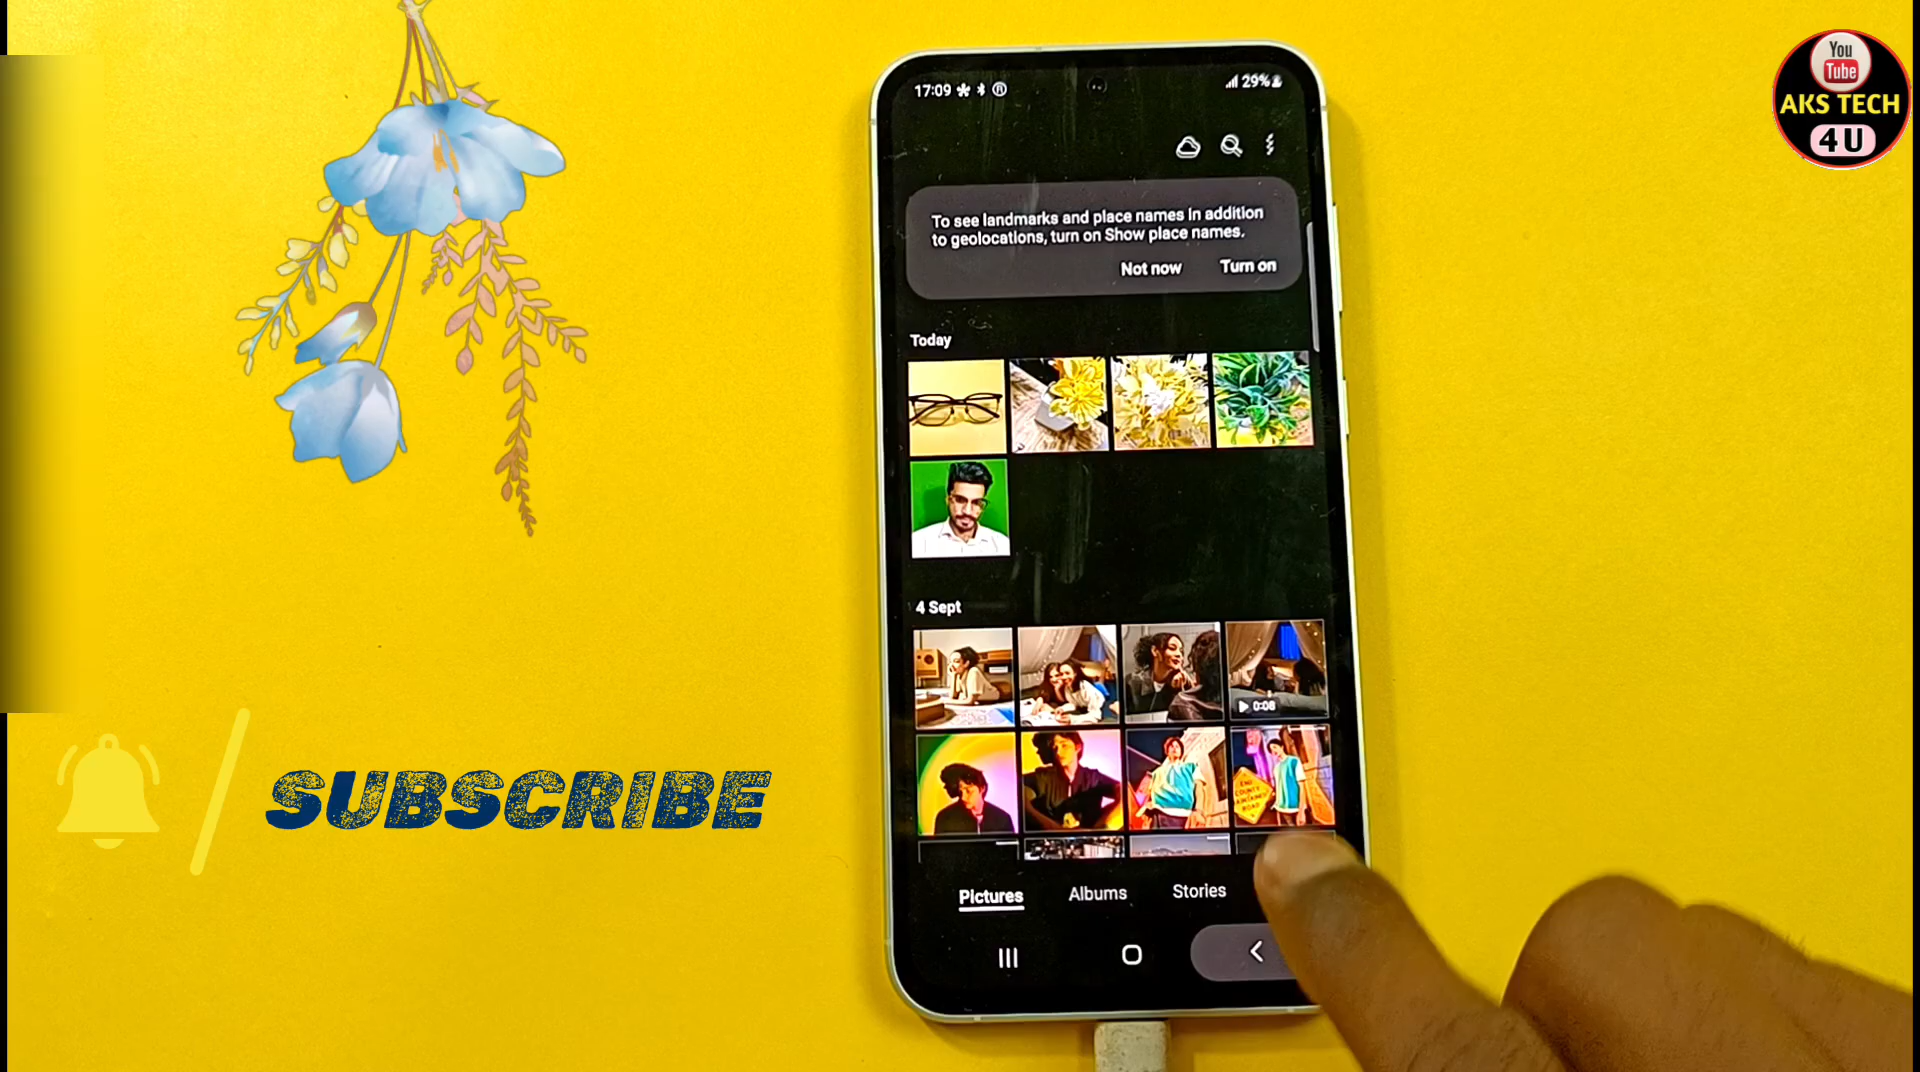 You
Tube
AKS TECH
4U
17:09
29%
To see landmarks and place names in addition
to geolocations, turn on Show place names.
Not now Turn on
Today
4 Sept
0:08
Pictures Albums Stories
SUBSCRIBE